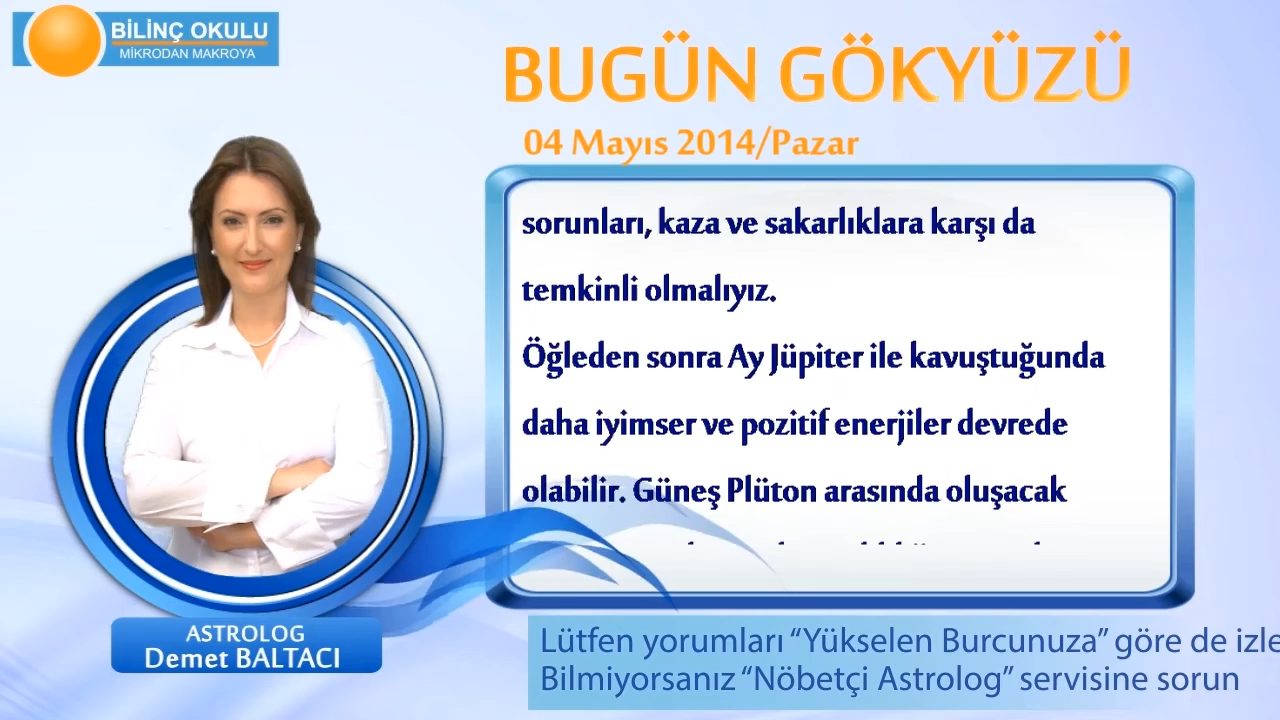 BİLİNÇ OKULU
MİKRODAN MAKROYA
BUGÜN GÖKYÜZÜ
04 Mayıs 2014/Pazar
sorunları, kaza ve sakarlıklara karşı da
temkinli olmalıyız.
Öğleden sonra Ay Jüpiter ile kavuştuğunda
daha iyimser ve pozitif enerjiler devrede
olabilir. Güneş Plüton arasında oluşacak
ASTROLOG
Demet BALTACI
Lütfen yorumları “Yükselen Burcunuza” göre de izle
Bilmiyorsanız “Nöbetçi Astrolog” servisine sorun